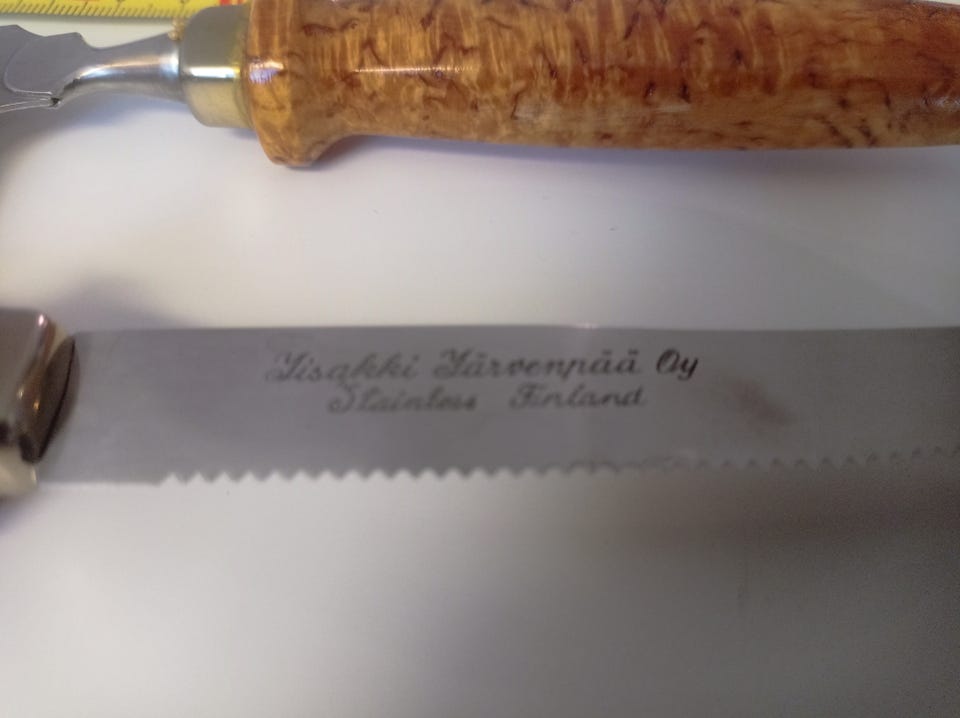 Iisakki Järvenpää Oy
Stainless Finland